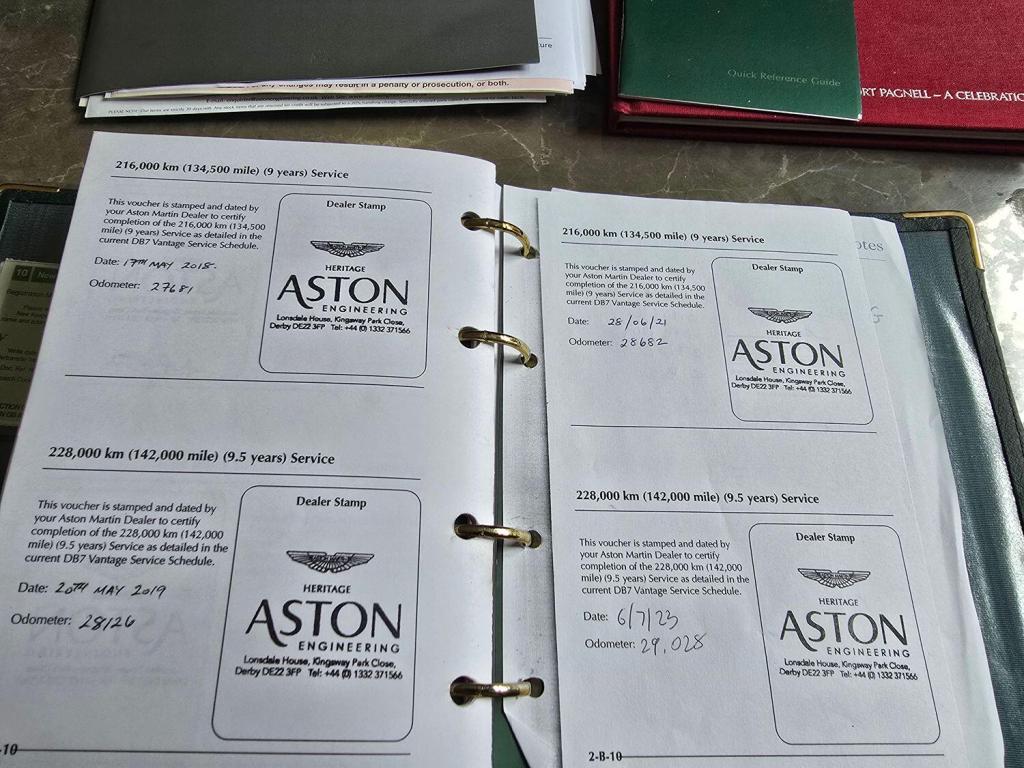 ure
any changes may result in a penalty or prosecution, or both.
Quick Reference Guide
ORT PAGNELL – A CELEBRATIO
216,000 km (134,500 mile) (9 years) Service
This voucher is stamped and dated by
your Aston Martin Dealer to certify
completion of the 216,000 km (134,500
mile) (9 years) Service as detailed in the
current DB7 Vantage Service Schedule.
Date: 17TH MAY 2018.
Odometer: 27681
Dealer Stamp
HERITAGE
ASTON
ENGINEERING
Lonsdale House, Kingsway Park Close,
Derby DE22 3FP Tel: +44 (0) 1332 371566
228,000 km (142,000 mile) (9.5 years) Service
This voucher is stamped and dated by
your Aston Martin Dealer to certify
completion of the 228,000 km (142,000
mile) (9.5 years) Service as detailed in the
current DB7 Vantage Service Schedule.
Date: 20TH MAY 2019
Odometer: 28126
Dealer Stamp
HERITAGE
ASTON
ENGINEERING
Lonsdale House, Kingsway Park Close,
Derby DE22 3FP Tel: +44 (0) 1332 371566
-10
216,000 km (134,500 mile) (9 years) Service
This voucher is stamped and dated by
your Aston Martin Dealer to certify
completion of the 216,000 km (134,500
mile) (9 years) Service as detailed in the
current DB7 Vantage Service Schedule.
Date: 28/06/21
Odometer: 28682
Dealer Stamp
HERITAGE
ASTON
ENGINEERING
Lonsdale House, Kingsway Park Close,
Derby DE22 3FP Tel: +44 (0) 1332 371566
228,000 km (142,000 mile) (9.5 years) Service
This voucher is stamped and dated by
your Aston Martin Dealer to certify
completion of the 228,000 km (142,000
mile) (9.5 years) Service as detailed in the
current DB7 Vantage Service Schedule.
Date: 6/7/23
Odometer: 29,028
Dealer Stamp
HERITAGE
ASTON
ENGINEERING
Lonsdale House, Kingsway Park Close,
Derby DE22 3FP Tel: +44 (0) 1332 371566
2-B-10
otes